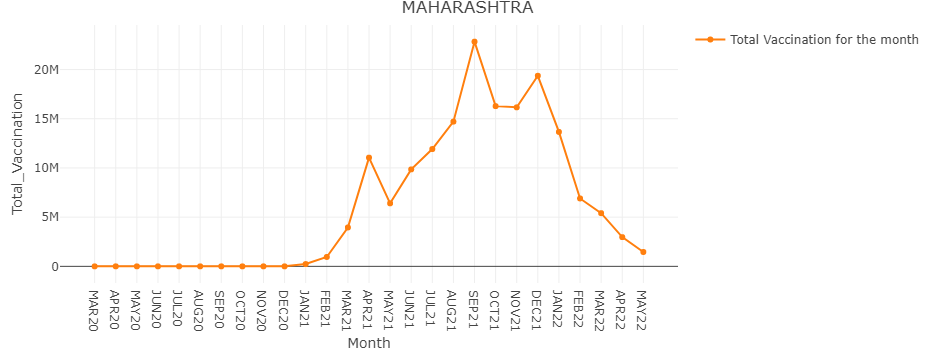 MAHARASHTRA
Total Vaccination for the month
Total_Vaccination
20M
15M
10M
5M
0
MAR20
APR20
MAY20
JUN20
JUL20
AUG20
SEP20
OCT20
NOV20
DEC20
JAN21
FEB21
MAR21
APR21
MAY21
JUN21
JUL21
AUG21
SEP21
OCT21
NOV21
DEC21
JAN22
FEB22
MAR22
APR22
MAY22
Month